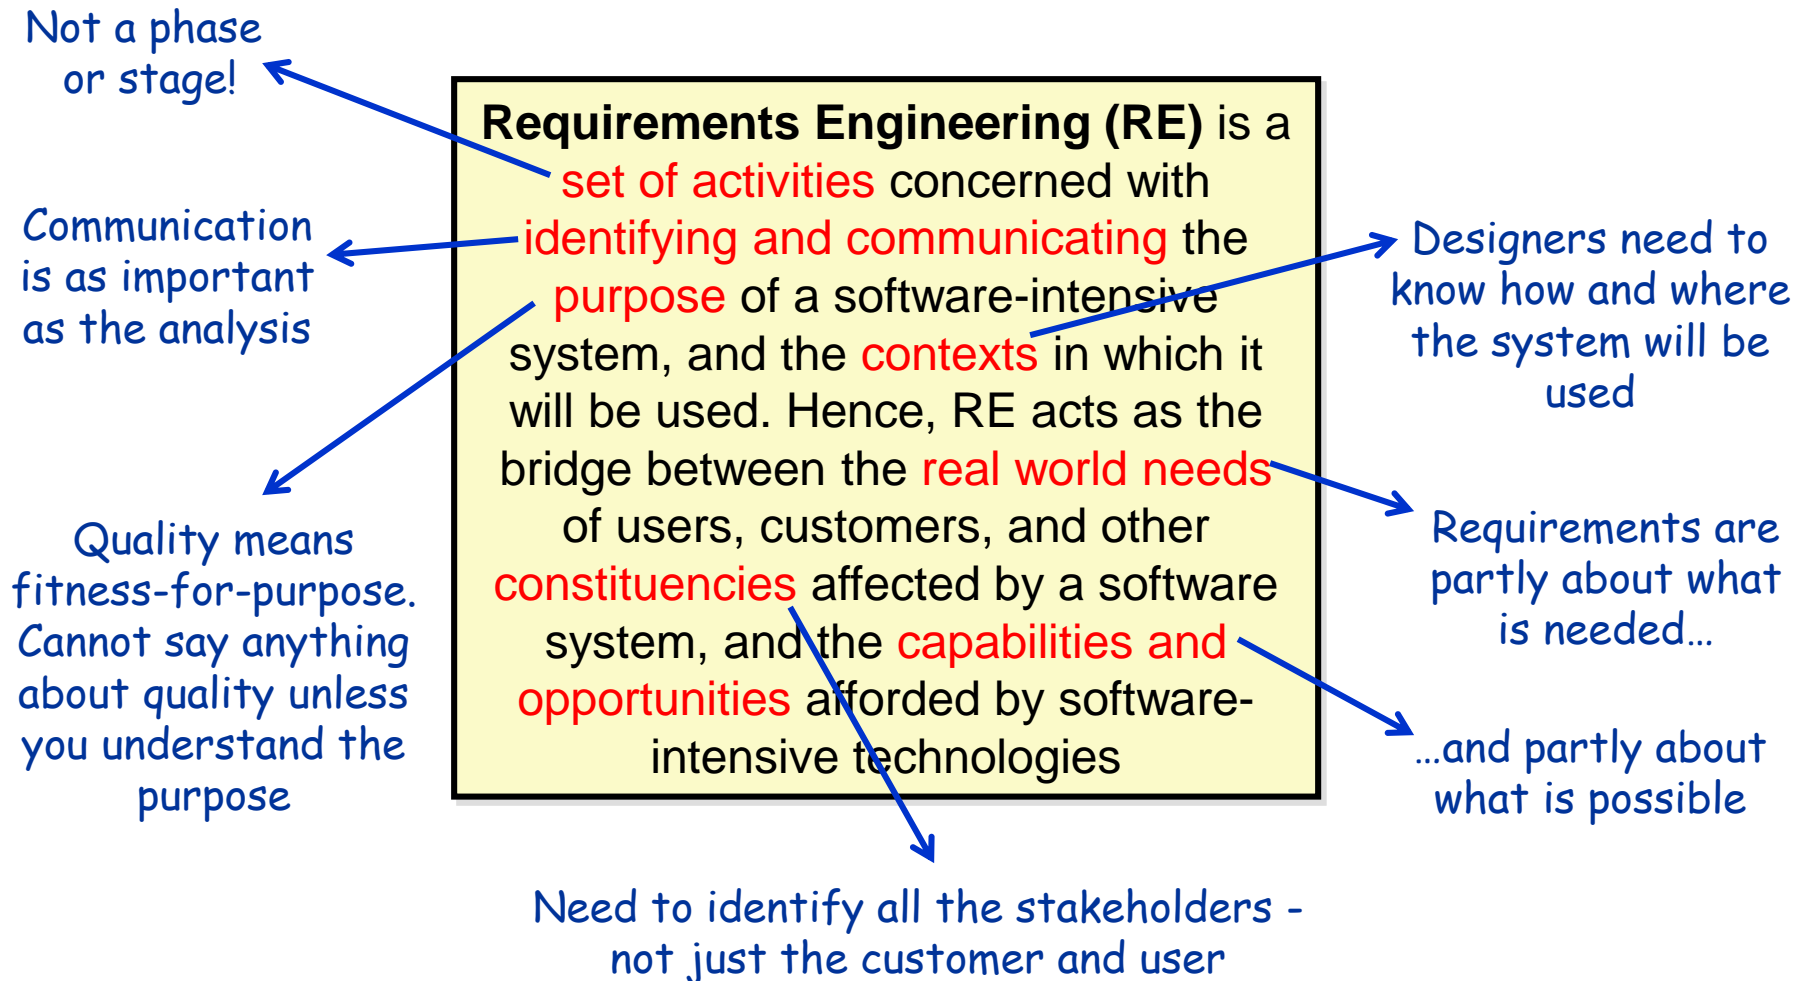 Not a phase
or stage!
Communication
is as important
as the analysis
Quality means
fitness-for-purpose.
Cannot say anything
about quality unless
you understand the
purpose
Requirements Engineering (RE) is a
set of activities concerned with
identifying and communicating the
purpose of a software-intensive
system, and the contexts in which it
will be used. Hence, RE acts as the
bridge between the real world needs
of users, customers, and other
constituencies affected by a software
system, and the capabilities and
opportunities afforded by software-
intensive technologies
Designers need to
know how and where
the system will be
used
Requirements are
partly about what
is needed…
…and partly about
what is possible
Need to identify all the stakeholders -
not just the customer and user